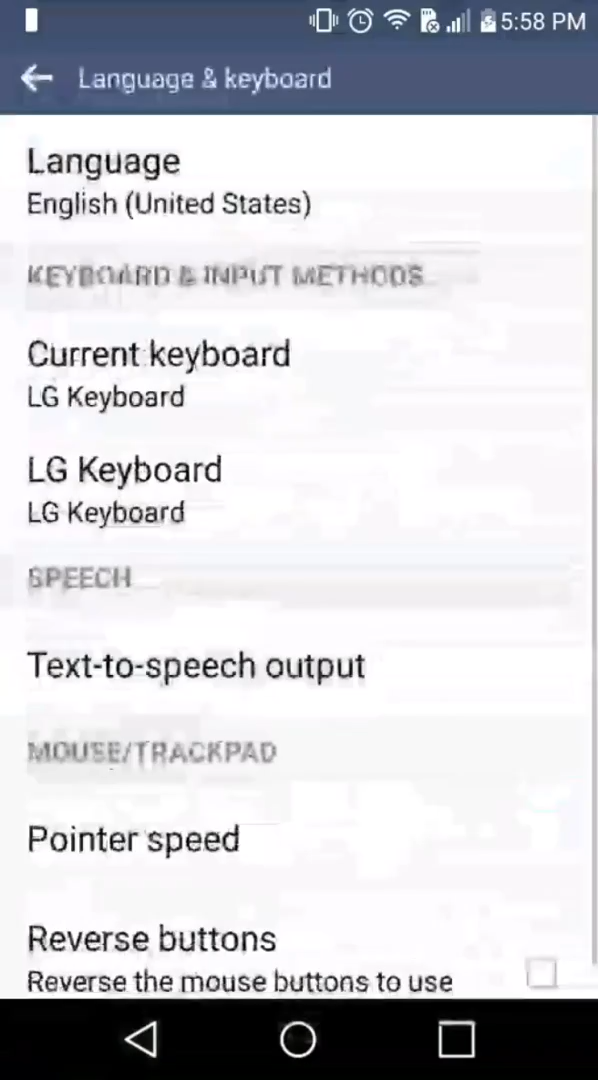 5:58 PM
Language & keyboard
Language
English (United States)
KEYBOARD & INPUT METHODS
Current keyboard
LG Keyboard
LG Keyboard
LG Keyboard
SPEECH
Text-to-speech output
MOUSE/TRACKPAD
Pointer speed
Reverse buttons
Reverse the mouse buttons to use